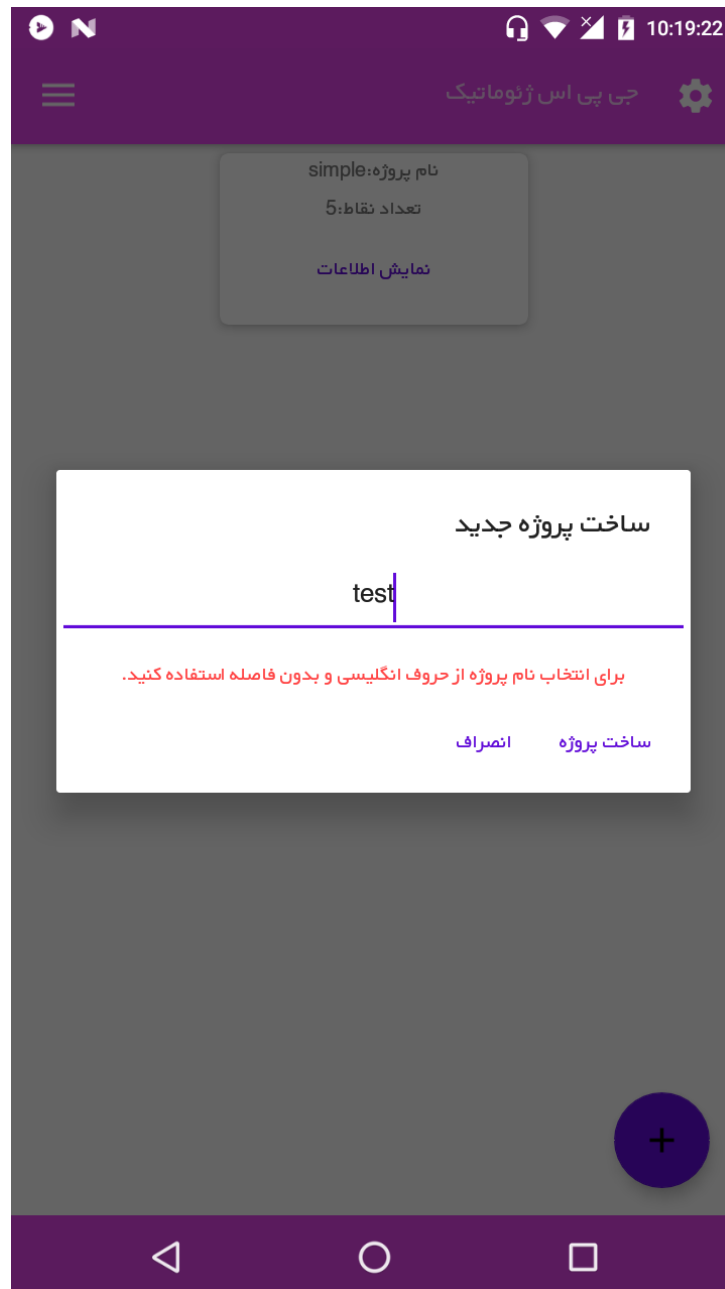 10:19:22
جی پی اس ژئوماتیک
نام پروژه:simple
تعداد نقاط:5
نمایش اطلاعات
ساخت پروژه جدید
test
برای انتخاب نام پروژه از حروف انگلیسی و بدون فاصله استفاده کنید.
ساخت پروژه انصراف